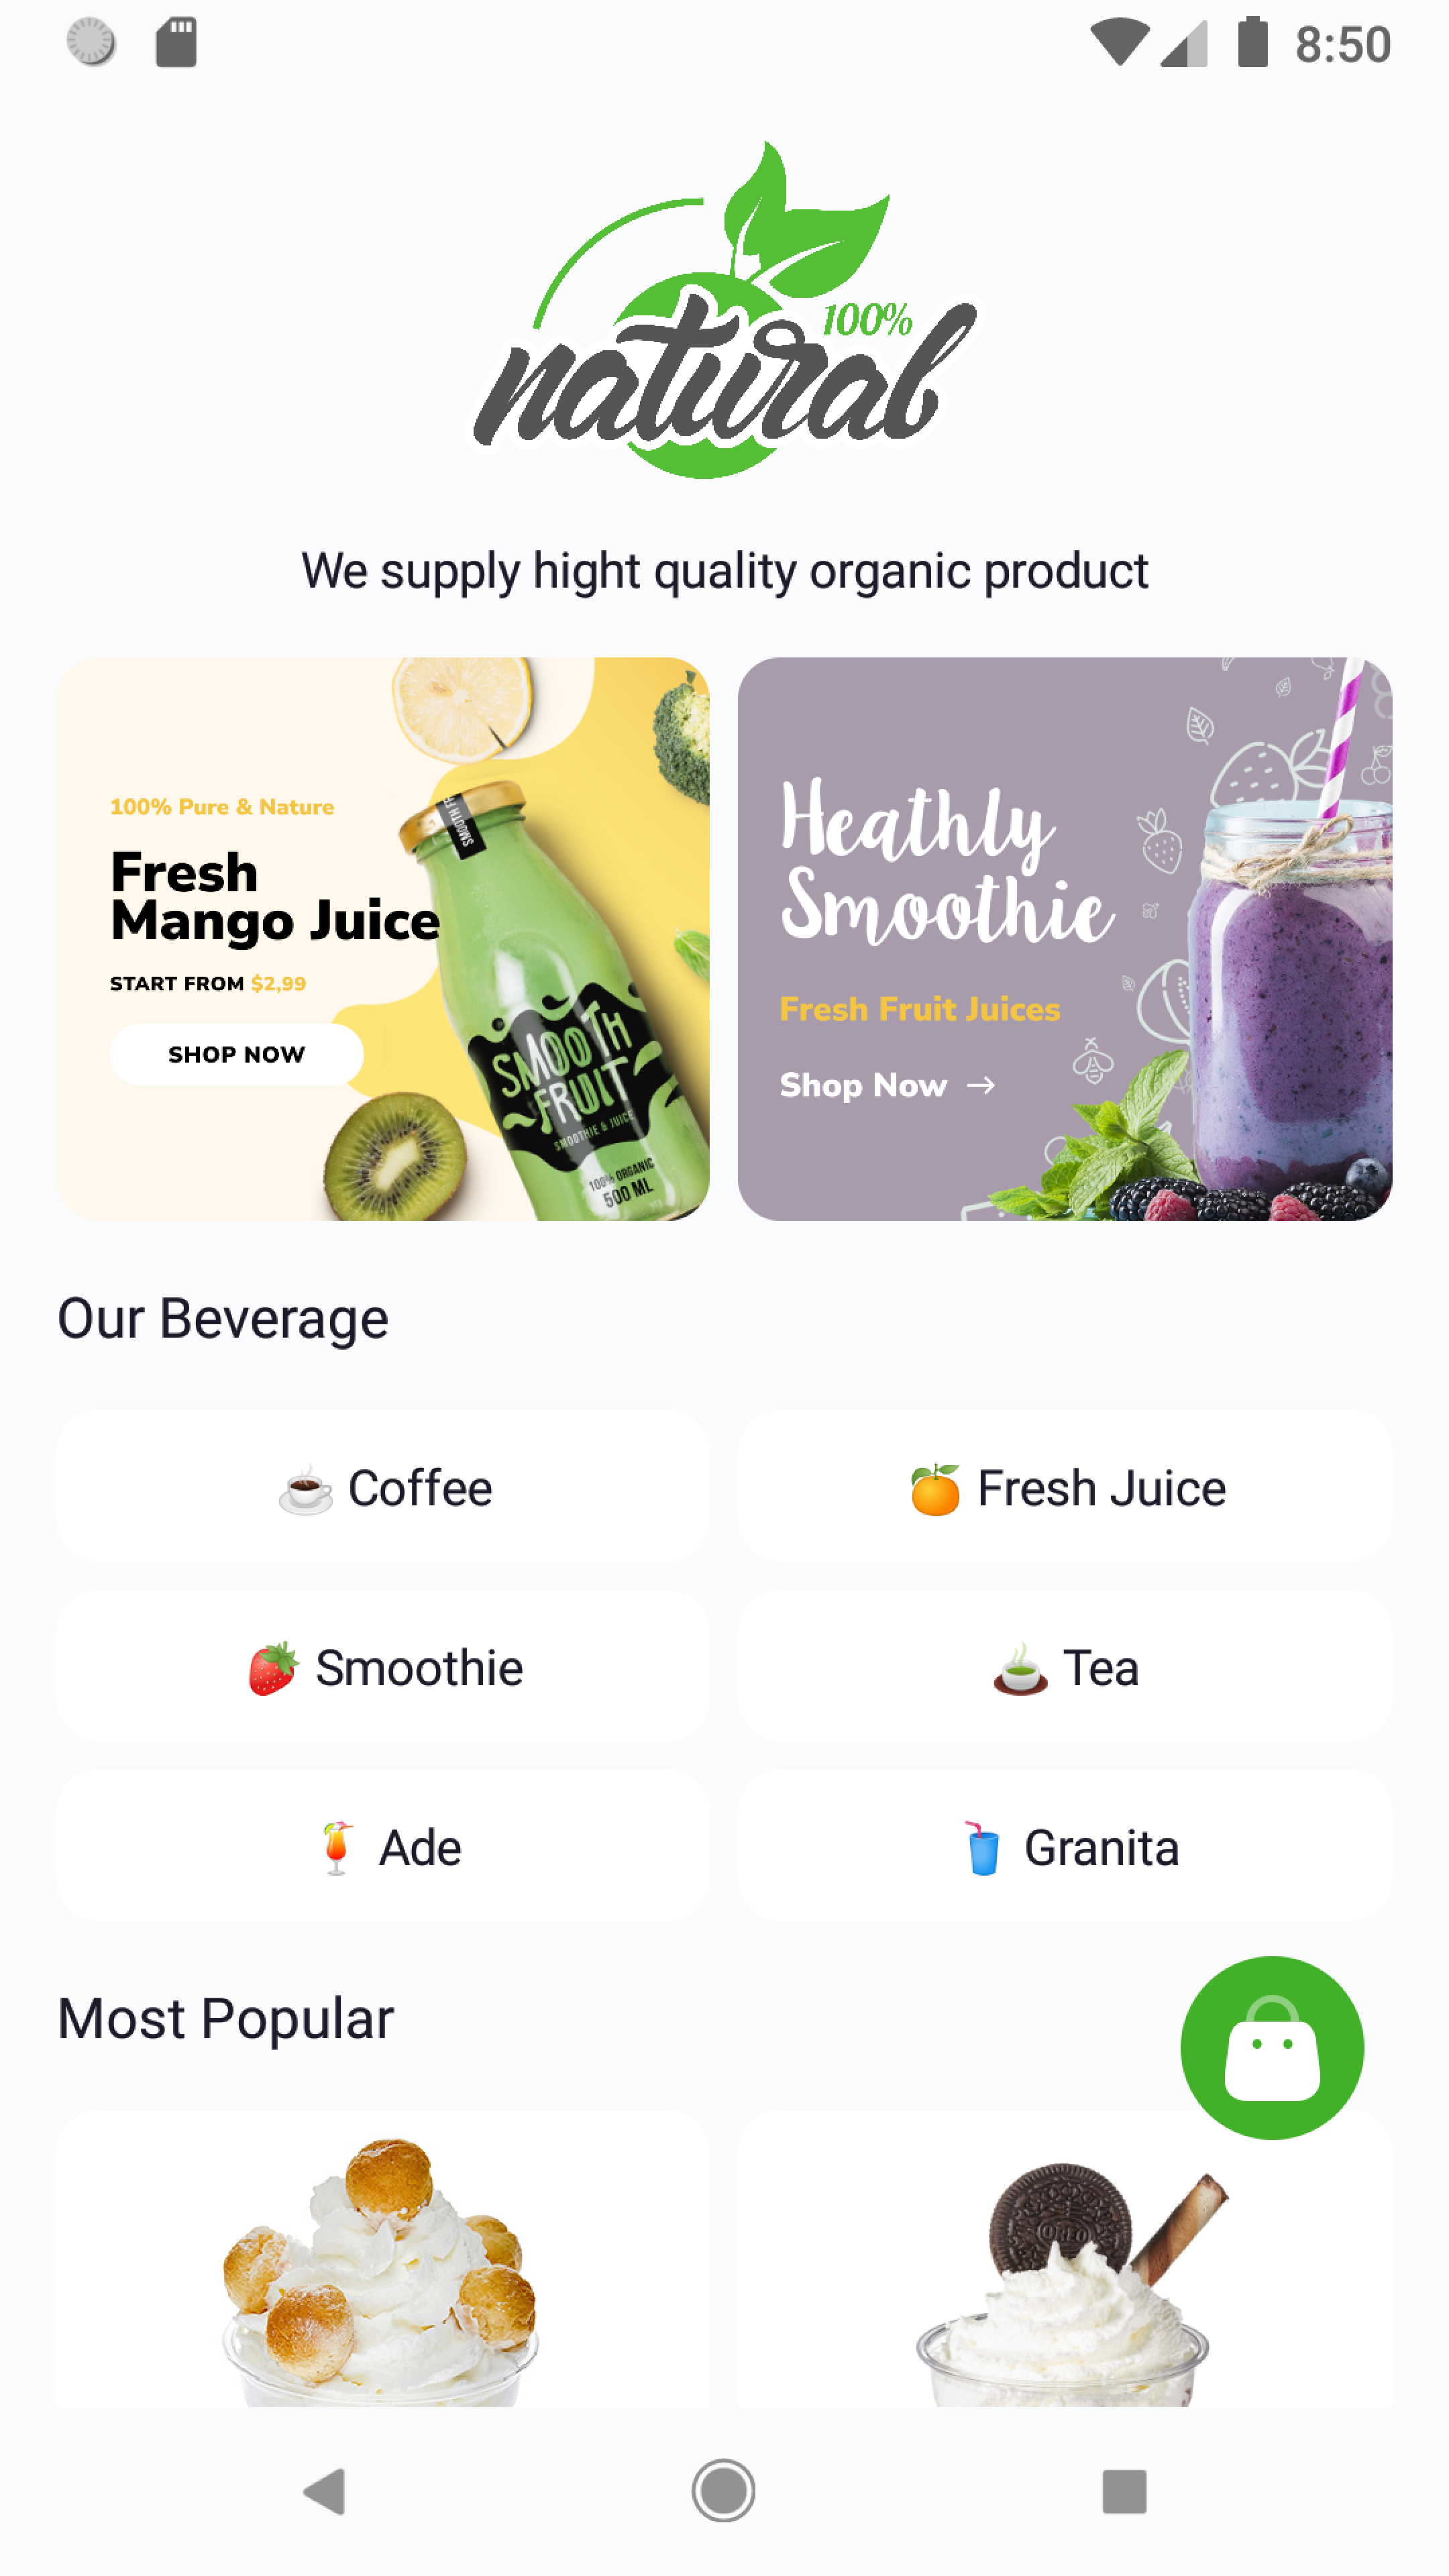 8:50
100%
natural
We supply hight quality organic product
100% Pure & Nature
Fresh
Mango Juice
START FROM $2,99
SHOP NOW
SMOOTH
FRUIT
SMOOTHIE & JUICE
100% ORGANIC
500 ML
Heathly
Smoothie
Fresh Fruit Juices
Shop Now →
Our Beverage
Coffee
Fresh Juice
Smoothie
Tea
Ade
Granita
Most Popular
OREO